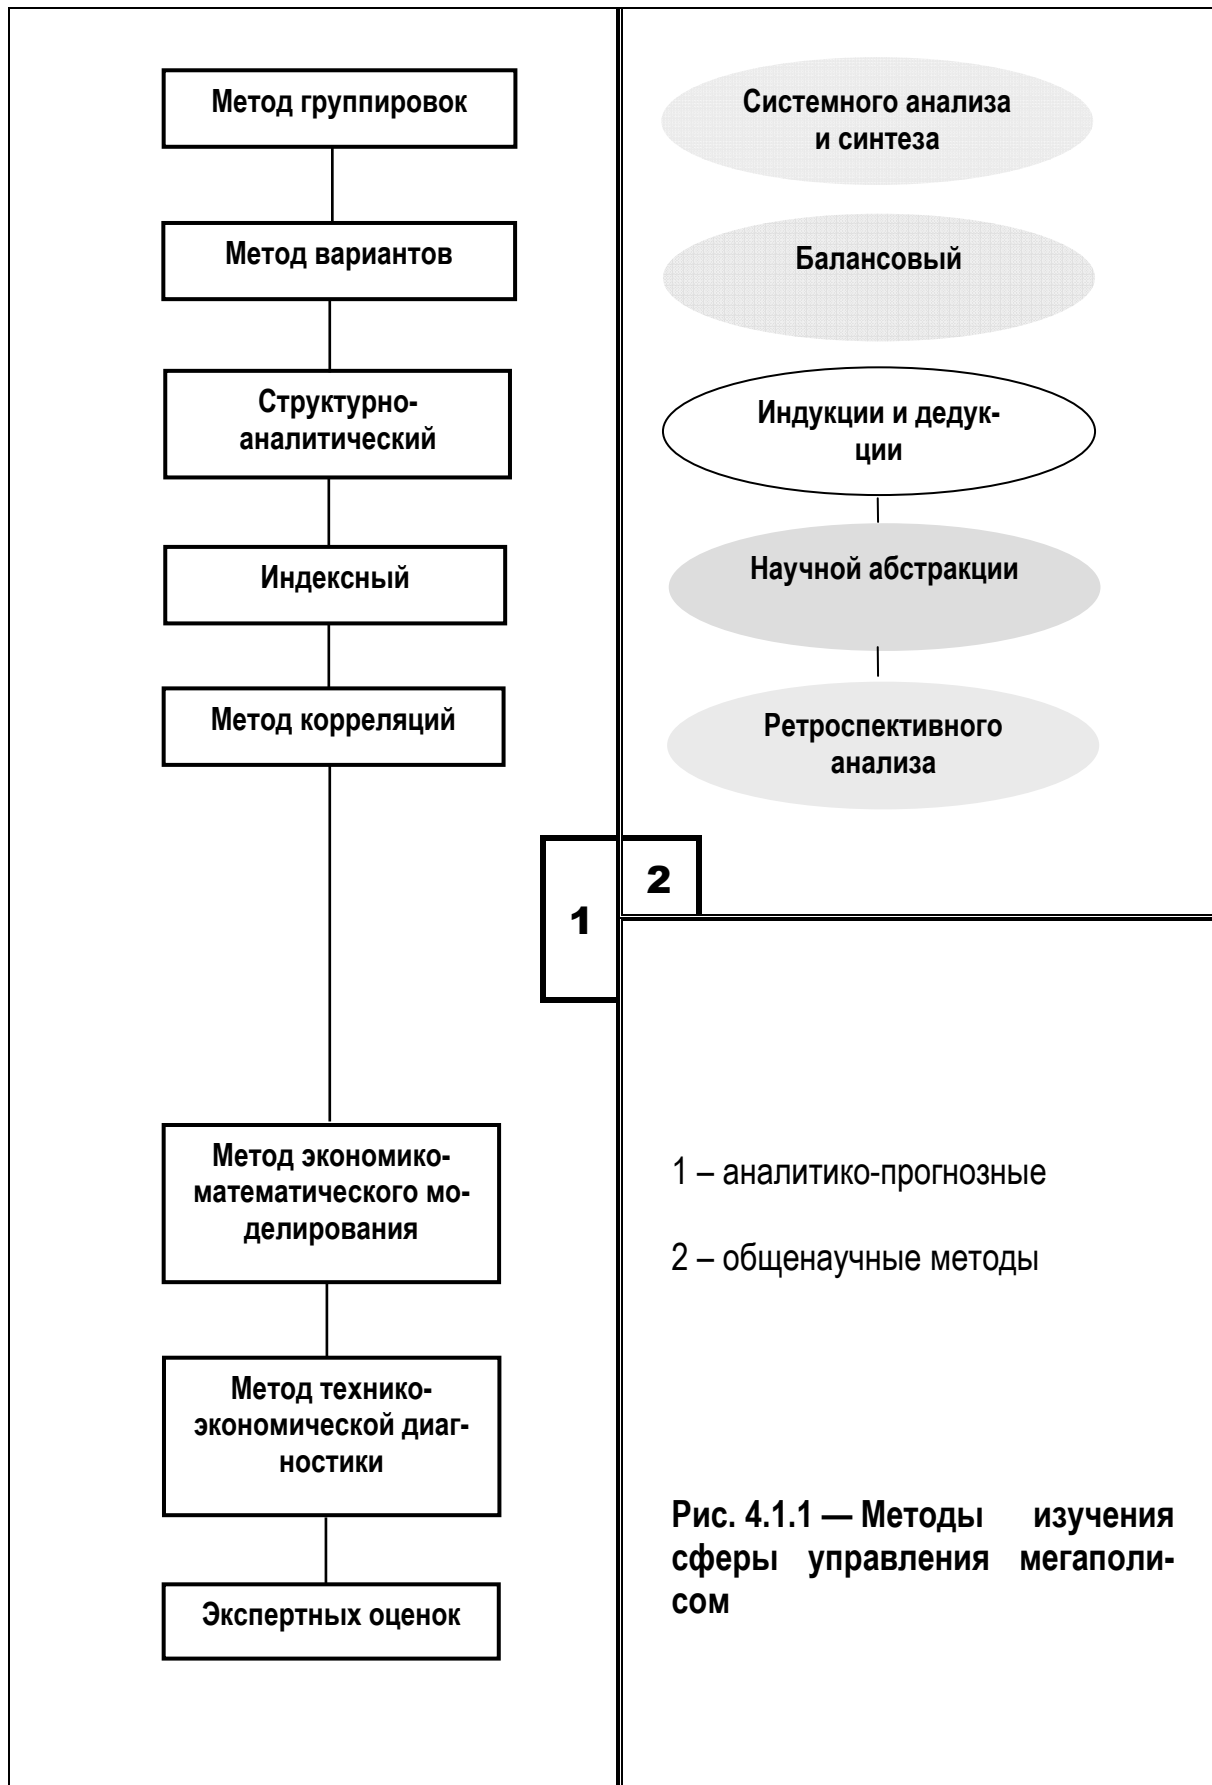 Метод группировок
Метод вариантов
Структурно-
аналитический
Индексный
Метод корреляций
Метод экономико-
математического мо-
делирования
Метод технико-
экономической диаг-
ностики
Экспертных оценок
1
Системного анализа
и синтеза
Балансовый
Индукции и дедук-
ции
Научной абстракции
Ретроспективного
анализа
2
1 – аналитико-прогнозные
2 – общенаучные методы
Рис. 4.1.1 — Методы изучения
сферы управления мегаполи-
сом